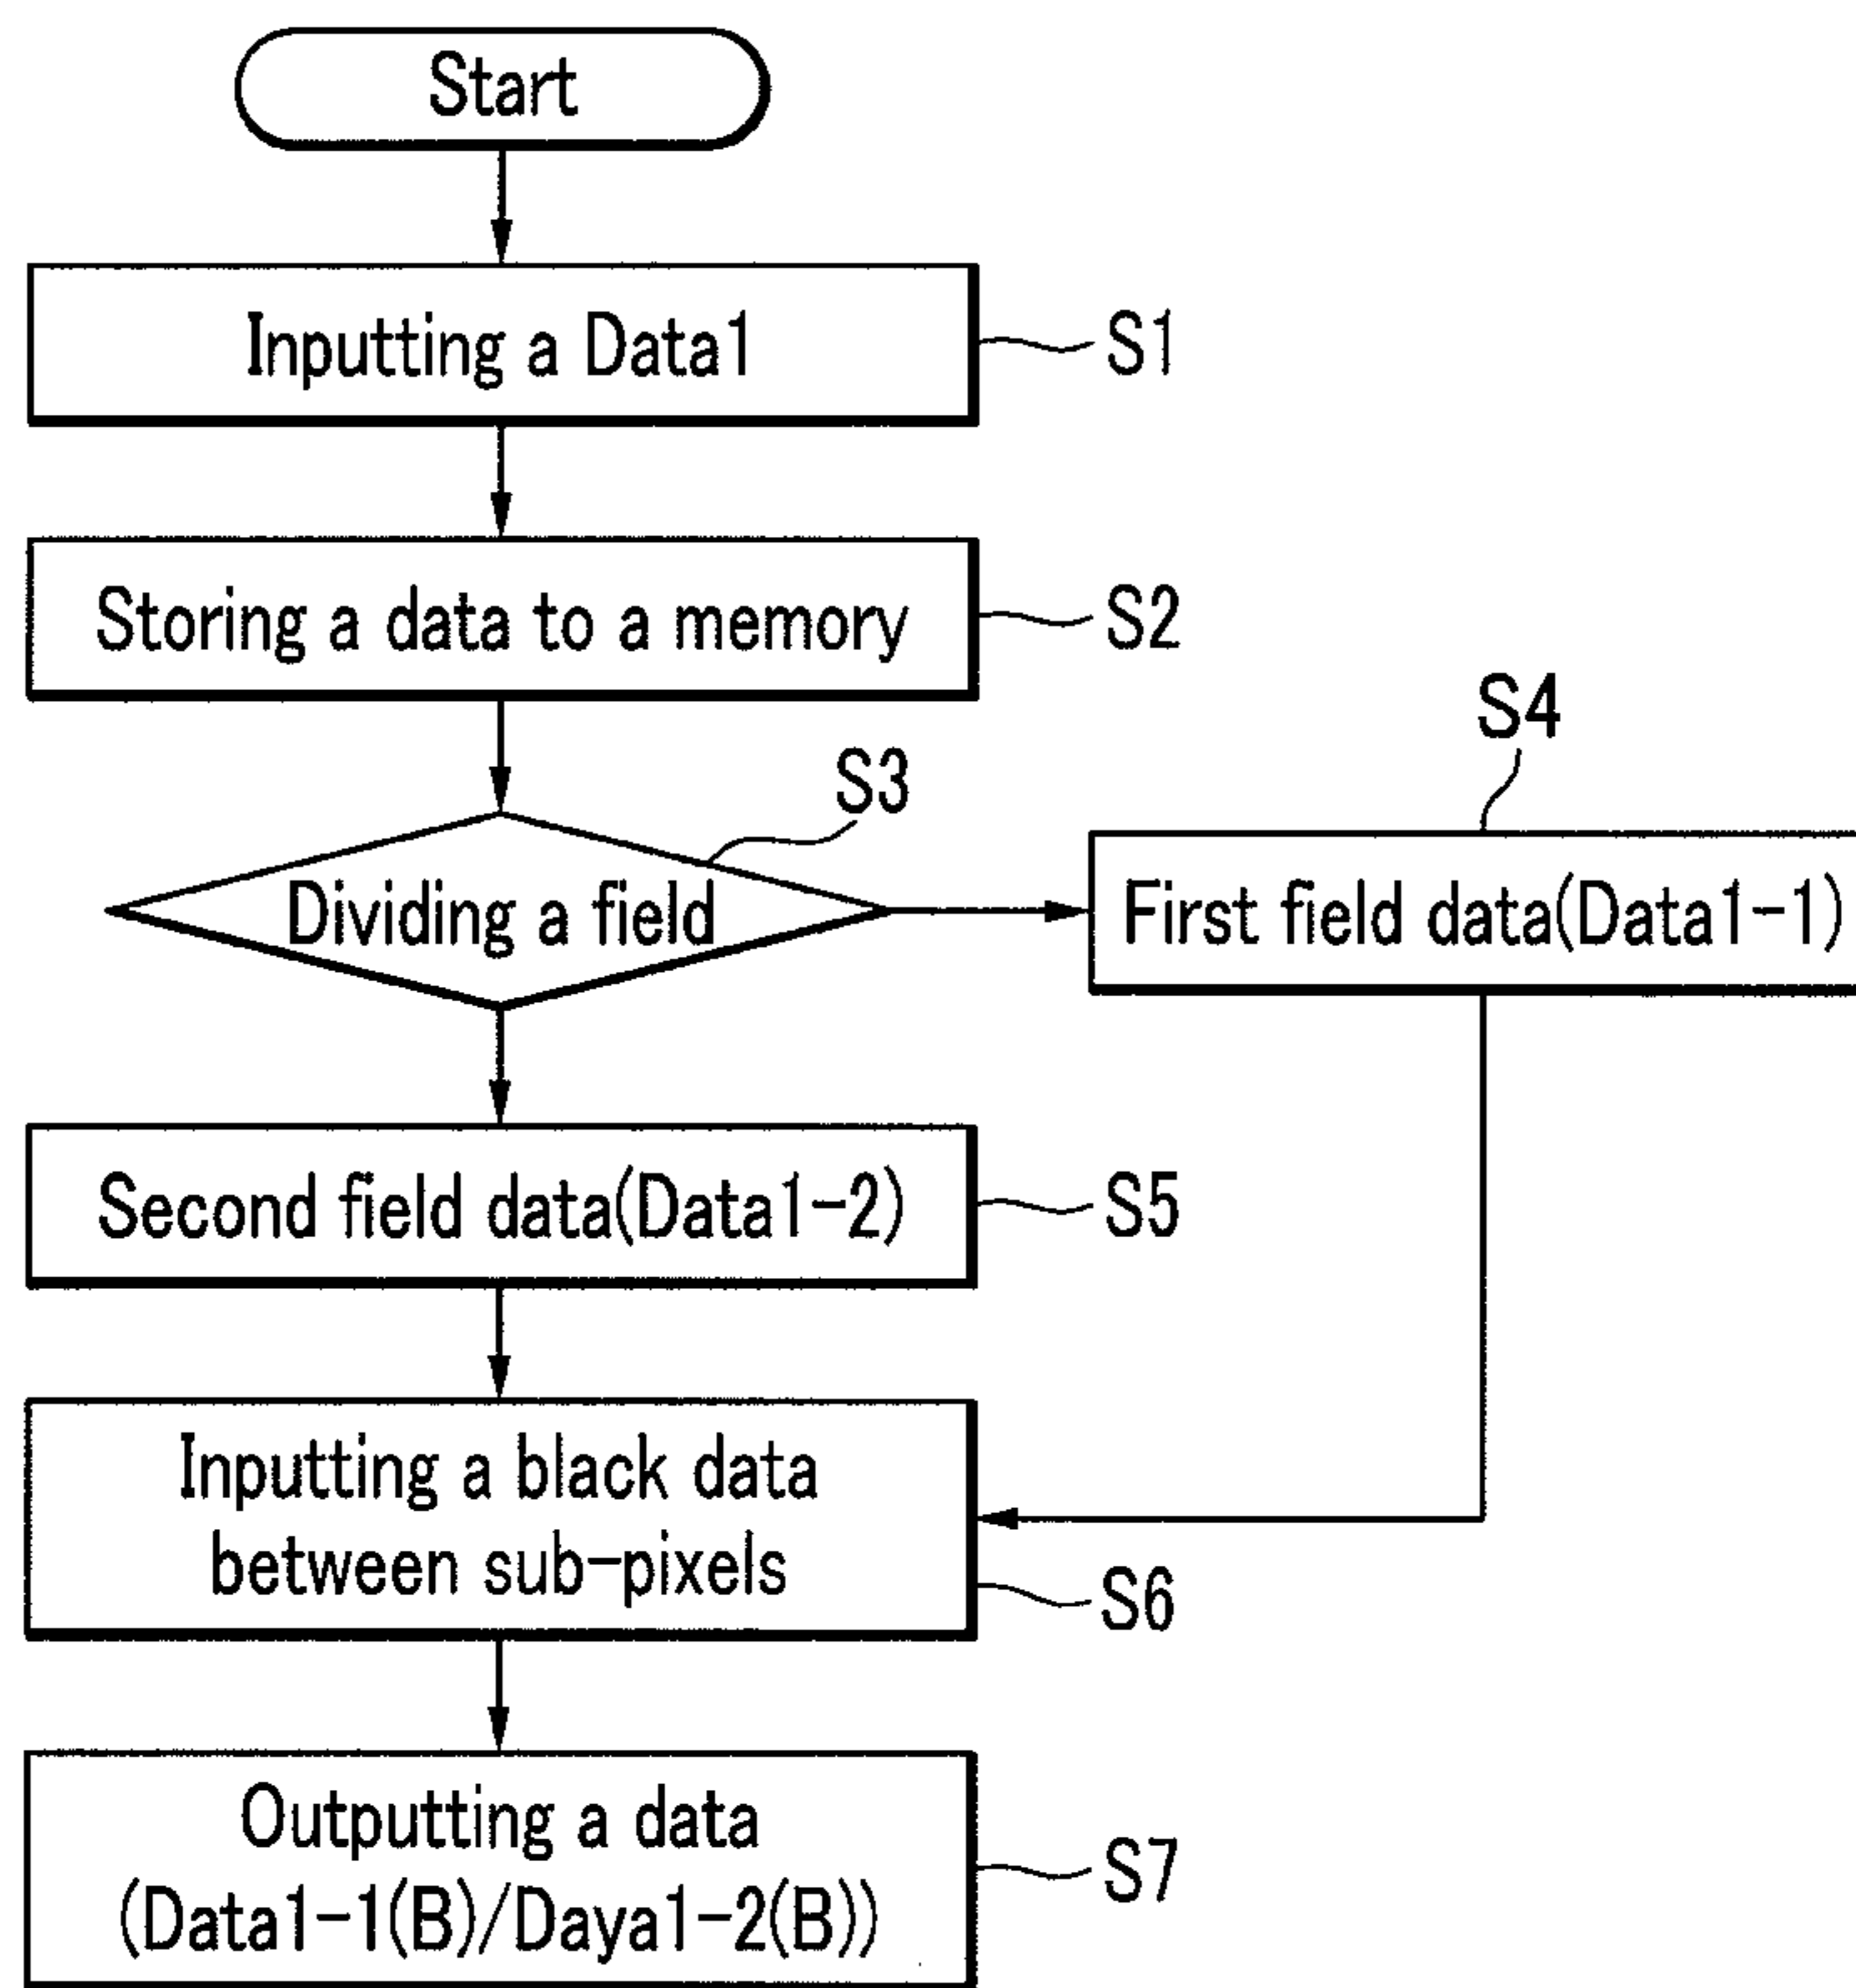 Start
Inputting a Data1
S1
Storing a data to a memory
S2
S3
Dividing a field
S4
First field data(Data1-1)
Second field data(Data1-2)
S5
Inputting a black data
between sub-pixels
S6
Outputting a data
(Data1-1(B)/Daya1-2(B))
S7